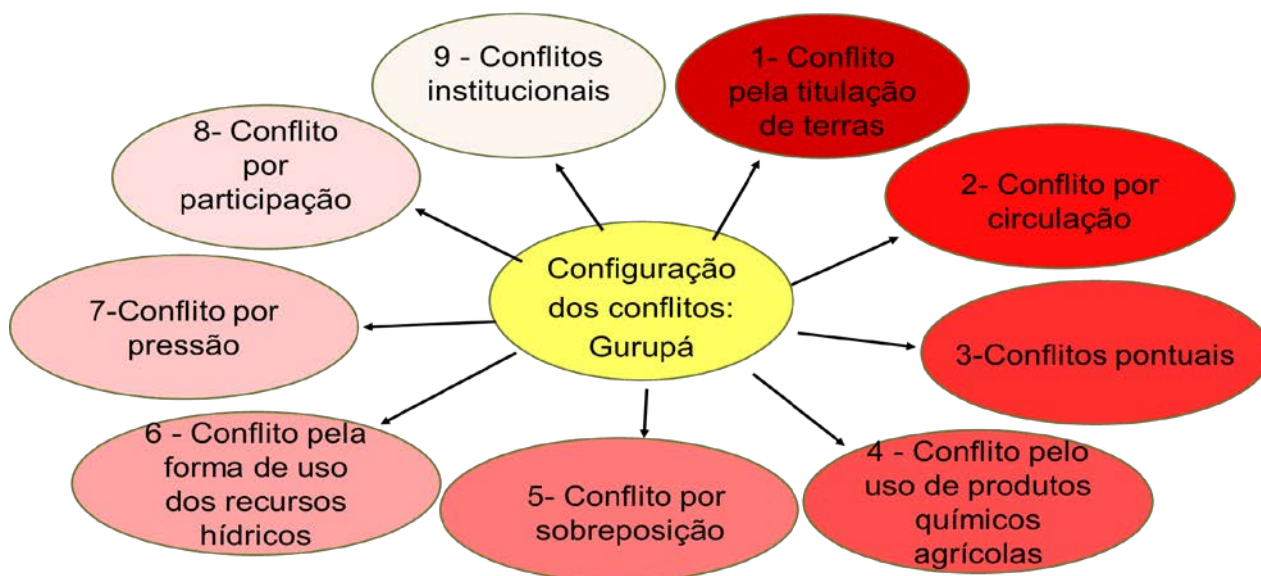 Configuração
dos conflitos:
Gurupá
1- Conflito
pela titulação
de terras
2- Conflito por
circulação
3-Conflitos pontuais
4 - Conflito pelo
uso de produtos
químicos
agrícolas
5- Conflito por
sobreposição
6 - Conflito pela
forma de uso
dos recursos
hídricos
7-Conflito por
pressão
8- Conflito
por
participação
9 - Conflitos
institucionais